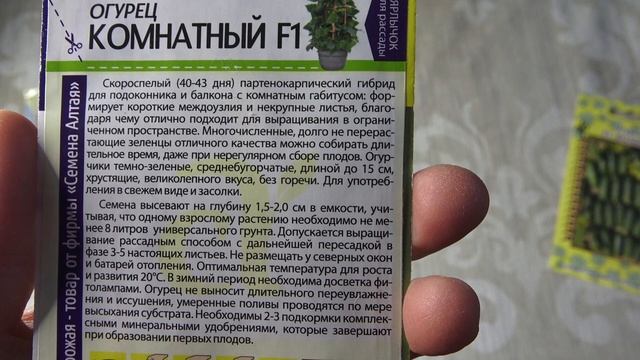 ОГУРЕЦ
КОМНАТНЫЙ F1
ЯРЛЫЧОК
для рассады
Скороспелый (40-43 дня) партенокарпический гибрид
для подоконника и балкона с комнатным габитусом: фор-
мирует короткие междоузлия и некрупные листья, благо-
даря чему отлично подходит для выращивания в ограни-
ченном пространстве. Многочисленные, долго не перерас-
тающие зеленцы отличного качества можно собирать дли-
тельное время, даже при нерегулярном сборе плодов. Огур-
чики темно-зеленые, среднебугорчатые, длиной до 15 см,
хрустящие, великолепного вкуса, без горечи. Для употреб-
ления в свежем виде и засолки.
Семена высевают на глубину 1,5-2,0 см в емкости, учи-
тывая, что одному взрослому растению необходимо не ме-
нее 8 литров универсального грунта. Допускается выращи-
вание рассадным способом с дальнейшей пересадкой в
фазе 3-5 настоящих листьев. Не размещать у северных окон
и батарей отопления. Оптимальная температура для роста
и развития 20°С. В зимний период необходима досветка фи-
толампами. Огурец не выносит длительного переувлажне-
ния и иссушения, умеренные поливы проводятся по мере
высыхания субстрата. Необходимы 2-3 подкормки комплек-
сными минеральными удобрениями, которые завершают
при образовании первых плодов.
рожая - товар от фирмы «Семена Алтая»